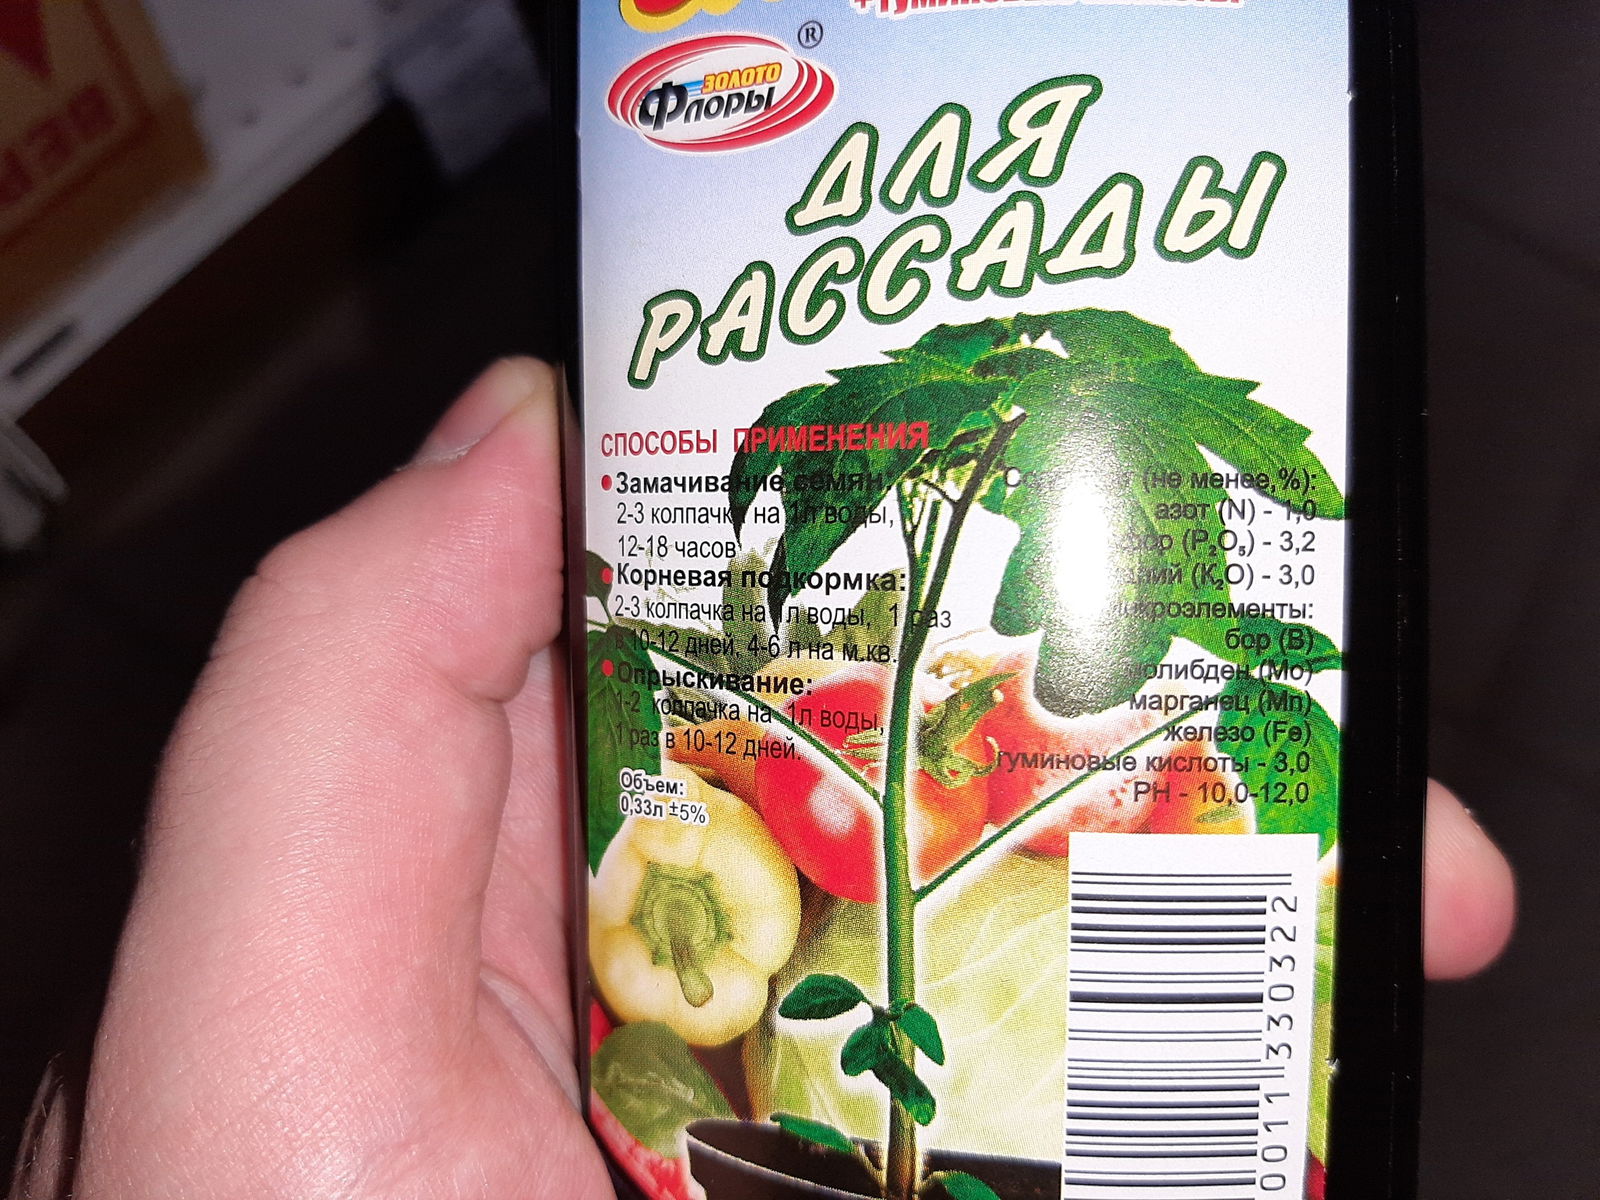 ЗОЛОТО
Флоры
®
ДЛЯ
РАССАДЫ
СПОСОБЫ ПРИМЕНЕНИЯ
• Замачивание семян:
2-3 колпачка на 1л воды,
12-18 часов
• Корневая подкормка:
2-3 колпачка на 1л воды, 1 раз
в 10-12 дней, 4-6 л на м.кв.
• Опрыскивание:
1-2 колпачка на 1л воды,
1 раз в 10-12 дней.
Объем:
0,33л ±5%
(не менее,%):
азот (N) - 1,0
(P₂O₅) - 3,2
(K₂O) - 3,0
микроэлементы:
бор (B)
молибден (Mo)
марганец (Mn)
железо (Fe)
гуминовые кислоты - 3,0
PH - 10,0-12,0
0011330322